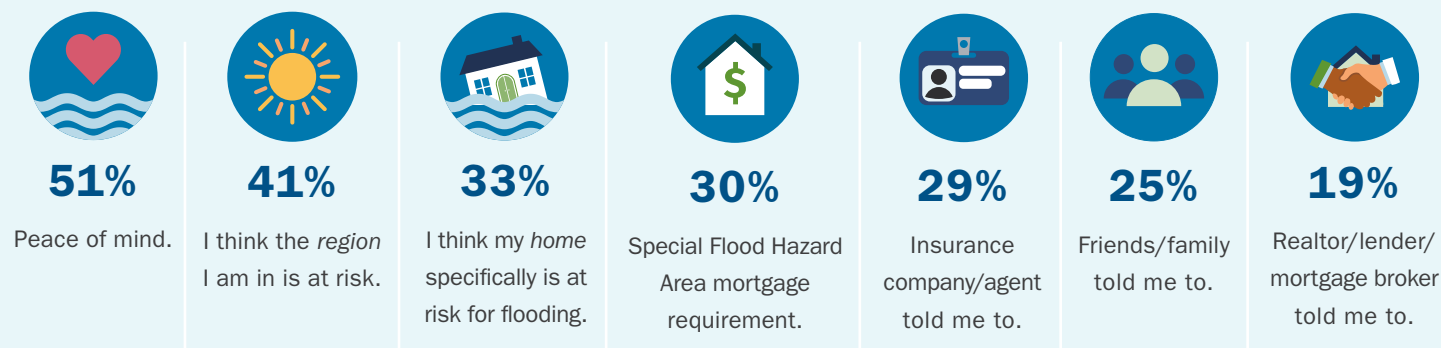 51%
Peace of mind.
41%
I think the region
I am in is at risk.
33%
I think my home
specifically is at
risk for flooding.
$
30%
Special Flood Hazard
Area mortgage
requirement.
29%
Insurance
company/agent
told me to.
25%
Friends/family
told me to.
19%
Realtor/lender/
mortgage broker
told me to.